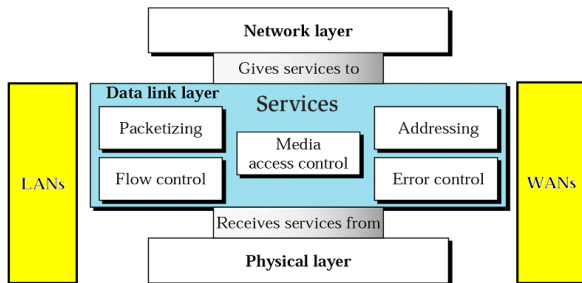 Network layer
Gives services to
Data link layer
Services
Packetizing
Addressing
Media
access control
Flow control
Error control
LANs
WANs
Receives services from
Physical layer